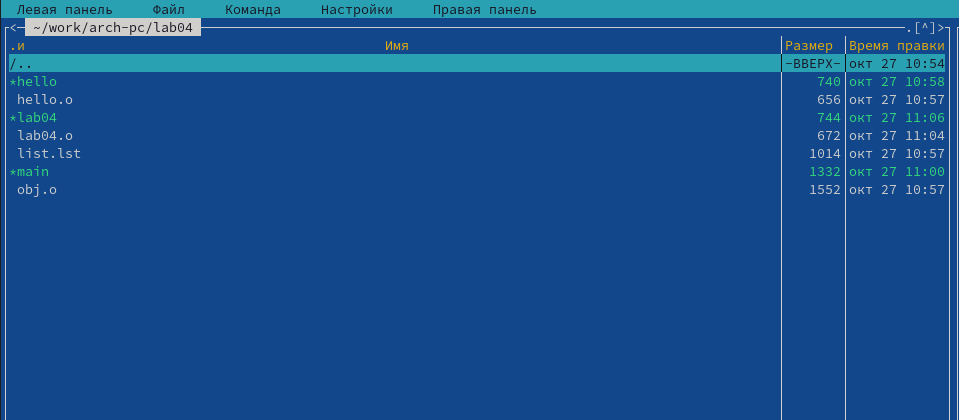 Левая панель Файл Команда Настройки Правая панель
<- ~/work/arch-pc/lab04 .[^]>
.и Имя Размер Время правки
/.. -ВВЕРХ- окт 27 10:54
*hello 740 окт 27 10:58
hello.o 656 окт 27 10:57
*lab04 744 окт 27 11:06
lab04.o 672 окт 27 11:04
list.lst 1014 окт 27 10:57
*main 1332 окт 27 11:00
obj.o 1552 окт 27 10:57